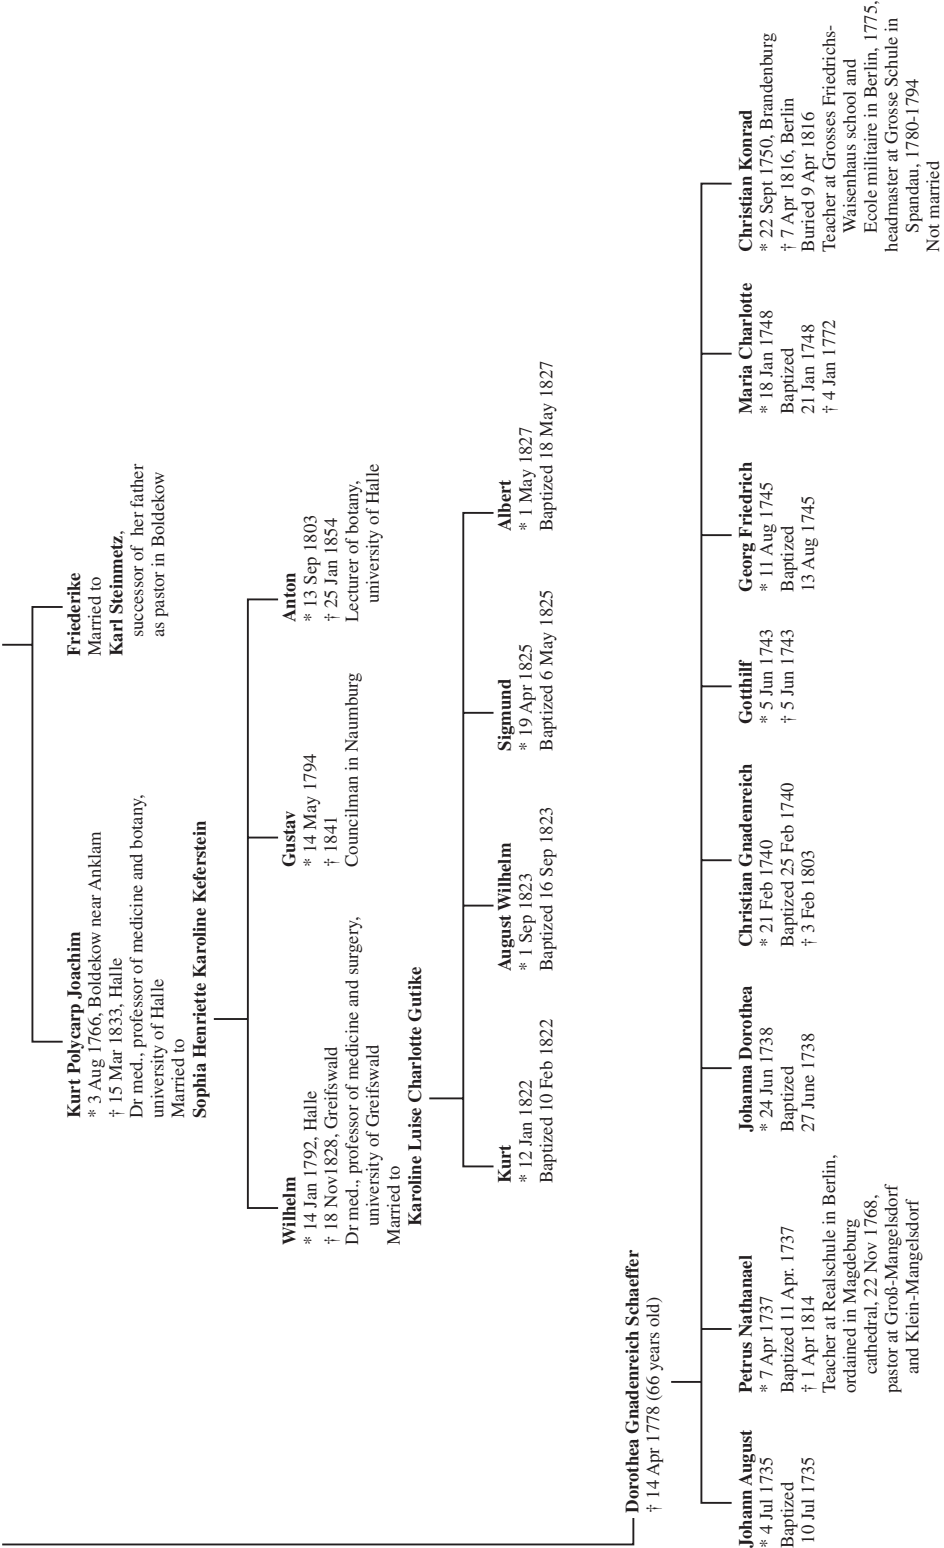 Kurt Polycarp Joachim
* 3 Aug 1766, Boldekow near Anklam
† 15 Mar 1833, Halle
Dr med., professor of medicine and botany,
university of Halle
Married to
Sophia Henriette Karoline Keferstein
Friederike
Married to
Karl Steinmetz,
successor of her father
as pastor in Boldekow
Wilhelm
* 14 Jan 1792, Halle
† 18 Nov1828, Greifswald
Dr med., professor of medicine and surgery,
university of Greifswald
Married to
Karoline Luise Charlotte Gutike
Gustav
* 14 May 1794
† 1841
Councilman in Naumburg
Anton
* 13 Sep 1803
† 25 Jan 1854
Lecturer of botany,
university of Halle
Kurt
* 12 Jan 1822
Baptized 10 Feb 1822
August Wilhelm
* 1 Sep 1823
Baptized 16 Sep 1823
Sigmund
* 19 Apr 1825
Baptized 6 May 1825
Albert
* 1 May 1827
Baptized 18 May 1827
Dorothea Gnadenreich Schaeffer
† 14 Apr 1778 (66 years old)
Johann August
* 4 Jul 1735
Baptized
10 Jul 1735
Petrus Nathanael
* 7 Apr 1737
Baptized 11 Apr. 1737
† 1 Apr 1814
Teacher at Realschule in Berlin,
ordained in Magdeburg
cathedral, 22 Nov 1768,
pastor at Groß-Mangelsdorf
and Klein-Mangelsdorf
Johanna Dorothea
* 24 Jun 1738
Baptized
27 June 1738
Christian Gnadenreich
* 21 Feb 1740
Baptized 25 Feb 1740
† 3 Feb 1803
Gotthilf
* 5 Jun 1743
† 5 Jun 1743
Georg Friedrich
* 11 Aug 1745
Baptized
13 Aug 1745
Maria Charlotte
* 18 Jan 1748
Baptized
21 Jan 1748
† 4 Jan 1772
Christian Konrad
* 22 Sept 1750, Brandenburg
† 7 Apr 1816, Berlin
Buried 9 Apr 1816
Teacher at Grosses Friedrichs-
Waisenhaus school and
Ecole militaire in Berlin, 1775,
headmaster at Grosse Schule in
Spandau, 1780-1794
Not married